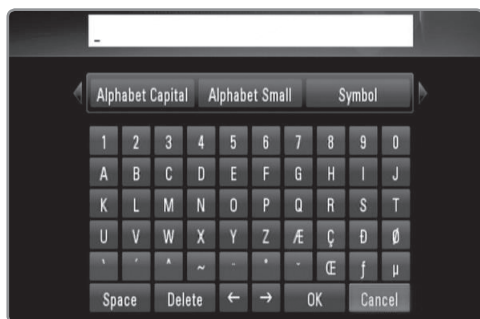 _
Alphabet Capital Alphabet Small Symbol
1 2 3 4 5 6 7 8 9 0
A B C D E F G H I J
K L M N O P Q R S T
U V W X Y Z Æ Ç Ð Ø
` ´ ^ ~ Œ ƒ µ
Space Delete ← → OK Cancel